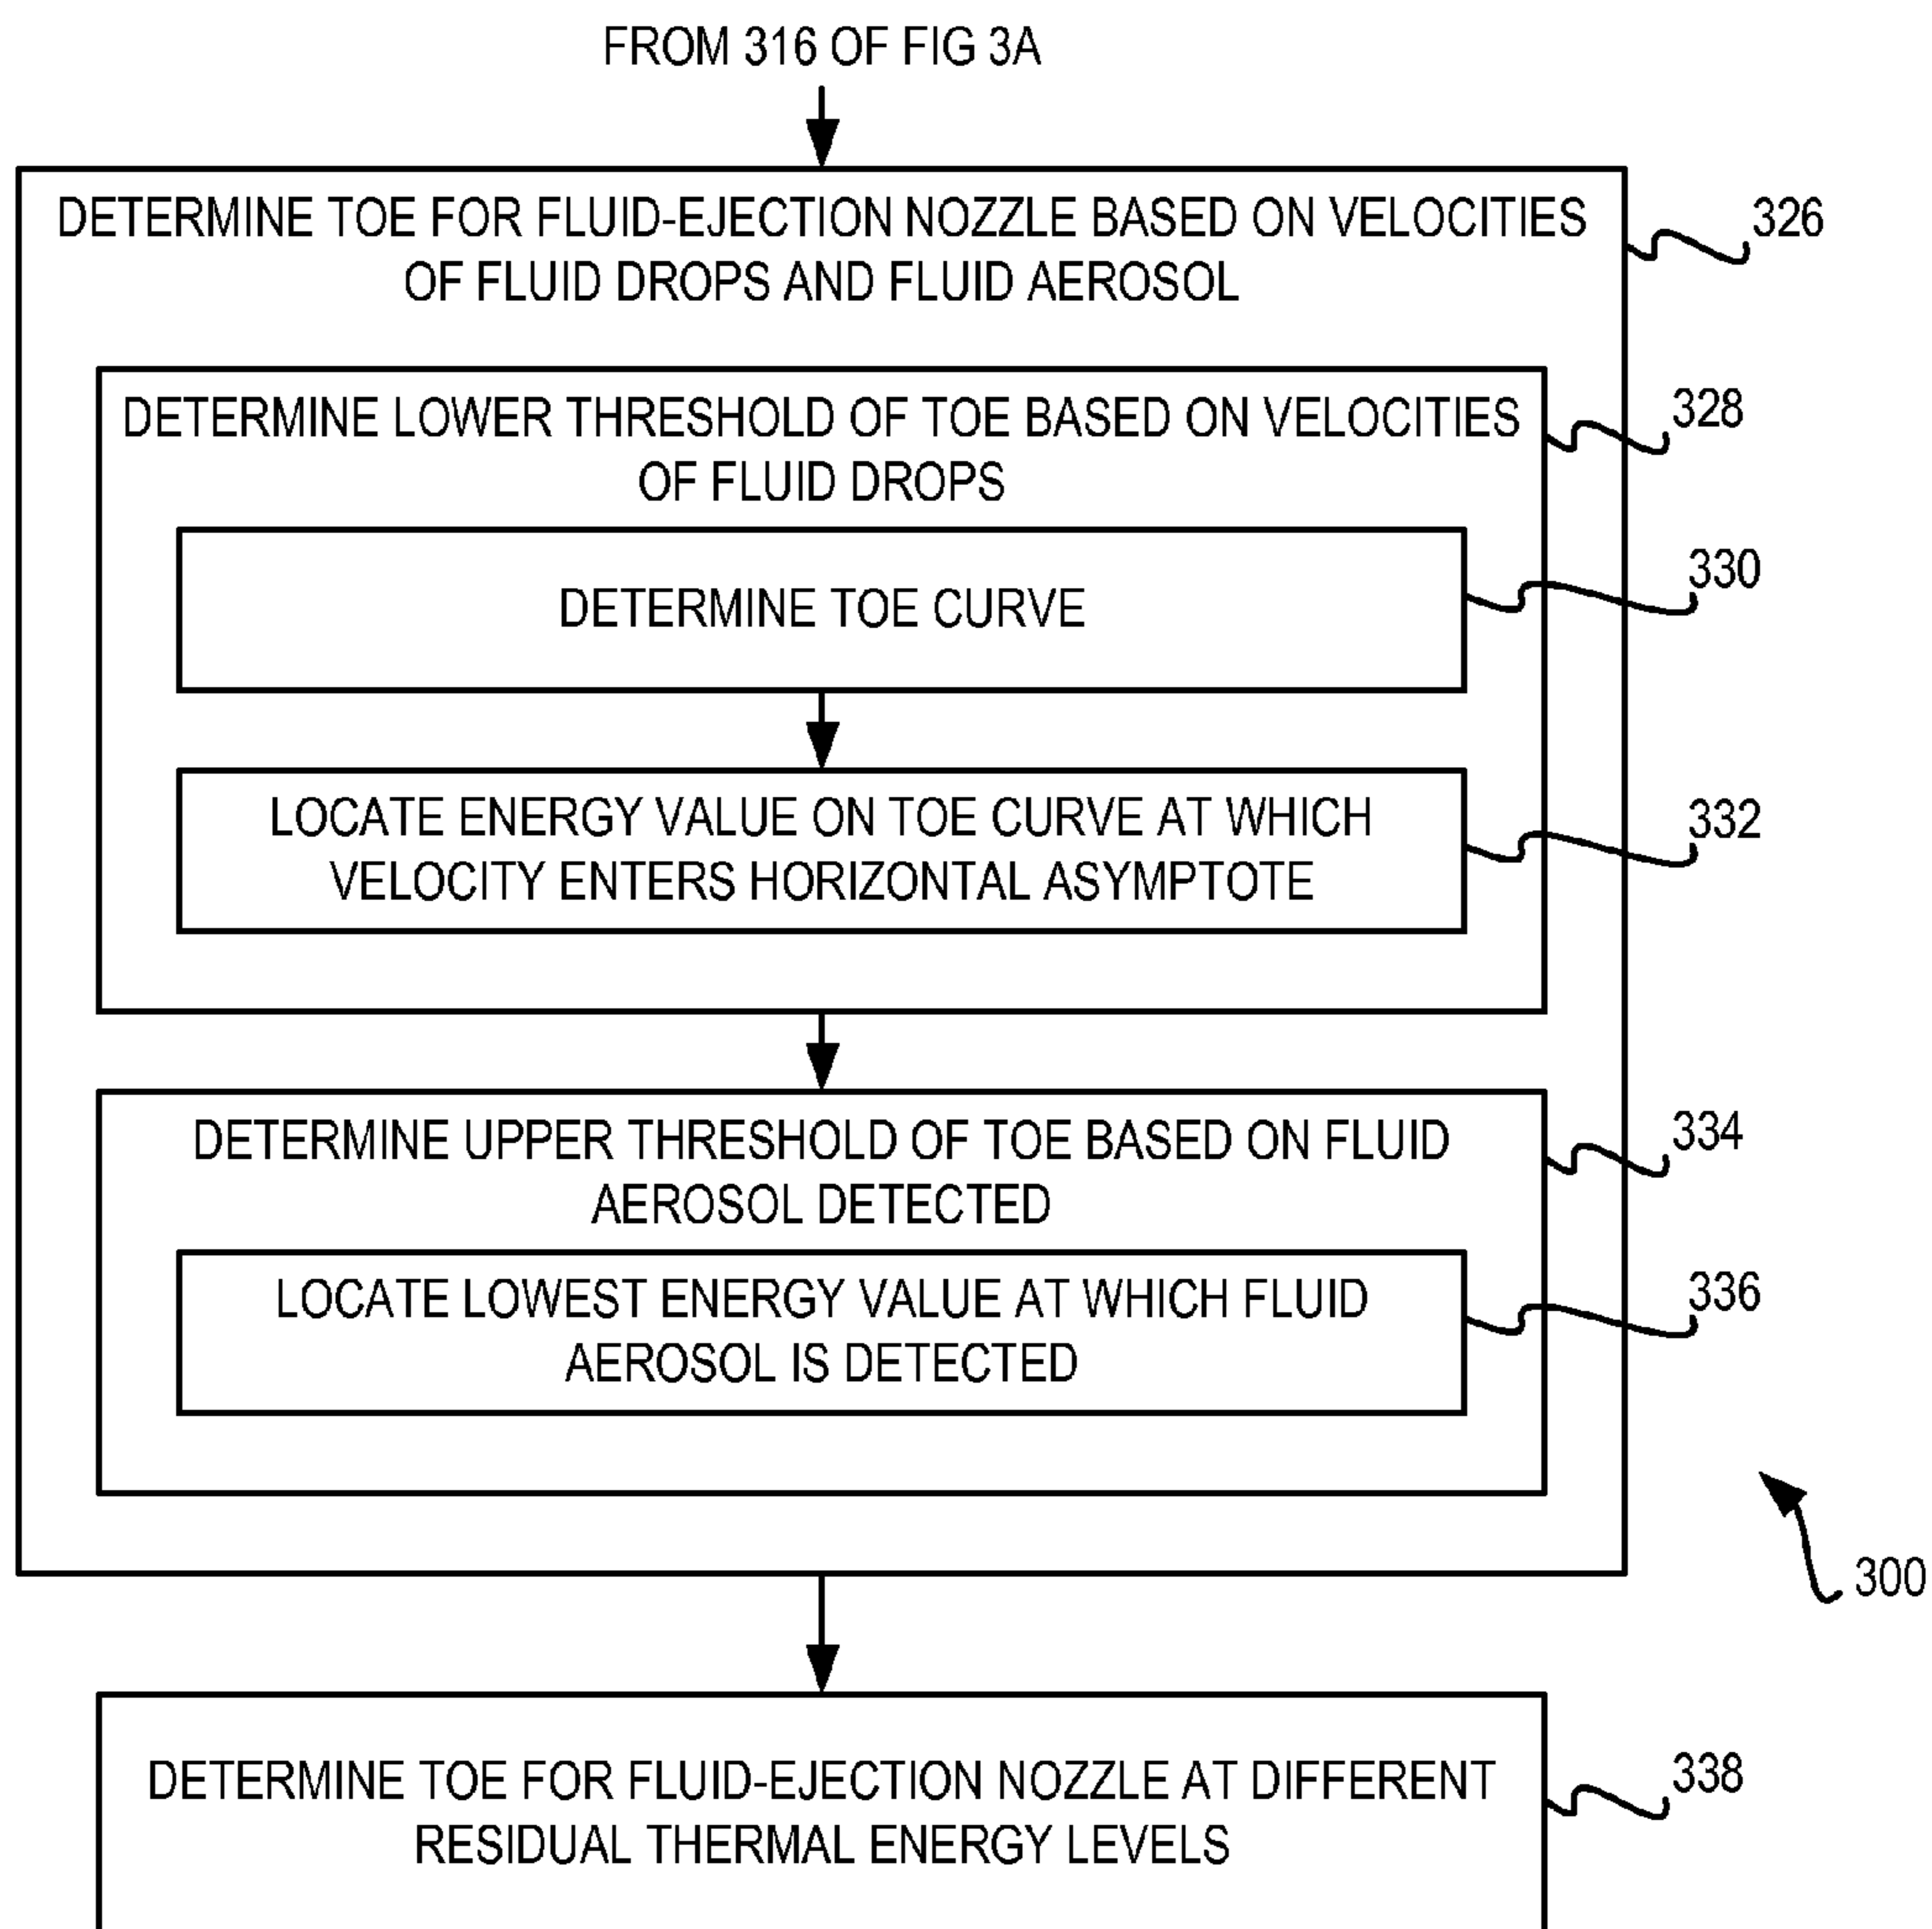 FROM 316 OF FIG 3A
DETERMINE TOE FOR FLUID-EJECTION NOZZLE BASED ON VELOCITIES
OF FLUID DROPS AND FLUID AEROSOL
326
DETERMINE LOWER THRESHOLD OF TOE BASED ON VELOCITIES
OF FLUID DROPS
328
DETERMINE TOE CURVE
330
LOCATE ENERGY VALUE ON TOE CURVE AT WHICH
VELOCITY ENTERS HORIZONTAL ASYMPTOTE
332
DETERMINE UPPER THRESHOLD OF TOE BASED ON FLUID
AEROSOL DETECTED
334
LOCATE LOWEST ENERGY VALUE AT WHICH FLUID
AEROSOL IS DETECTED
336
300
DETERMINE TOE FOR FLUID-EJECTION NOZZLE AT DIFFERENT
RESIDUAL THERMAL ENERGY LEVELS
338